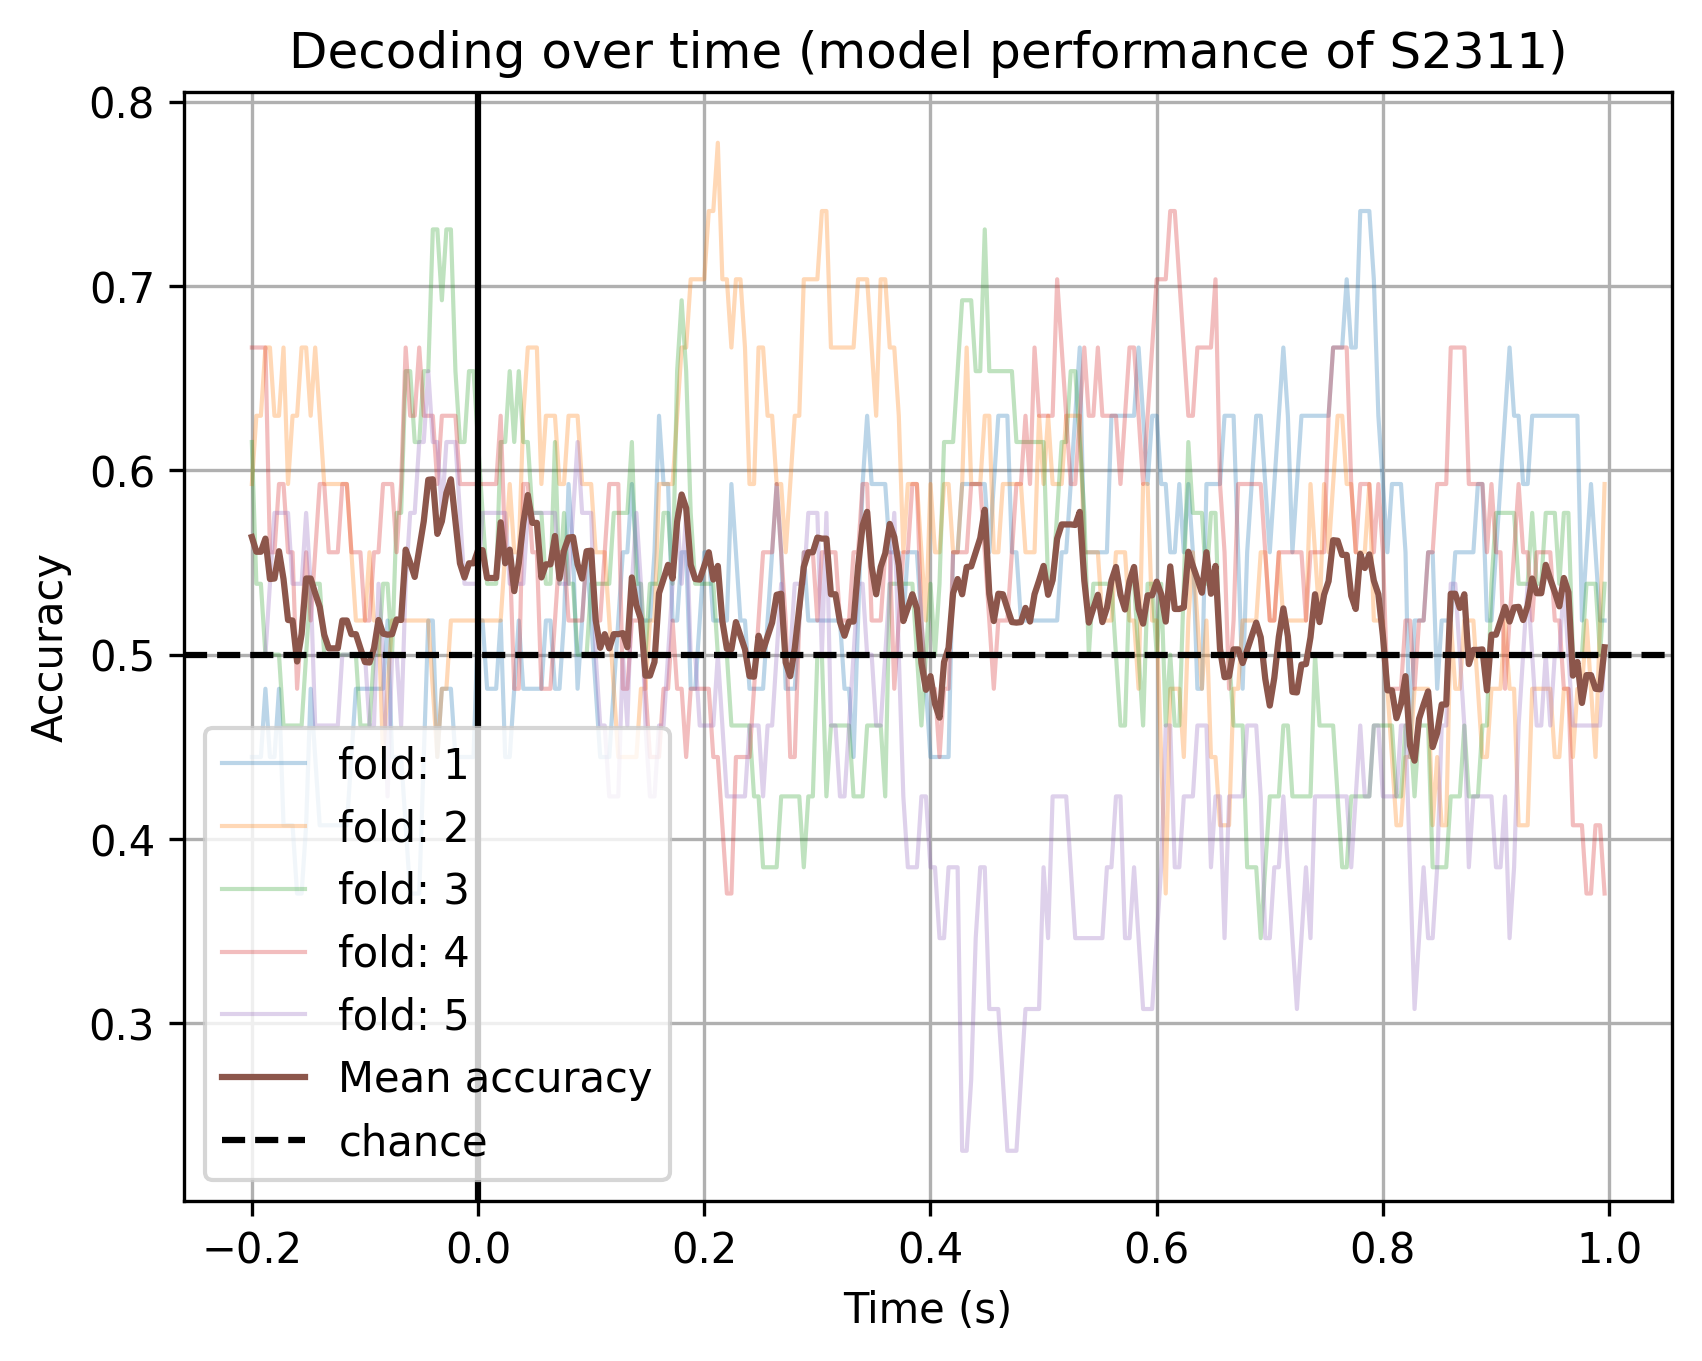 Decoding over time (model performance of S2311)
Accuracy
0.8
0.7
0.6
0.5
0.4
0.3
fold: 1
fold: 2
fold: 3
fold: 4
fold: 5
Mean accuracy
chance
−0.2 0.0 0.2 0.4 0.6 0.8 1.0
Time (s)